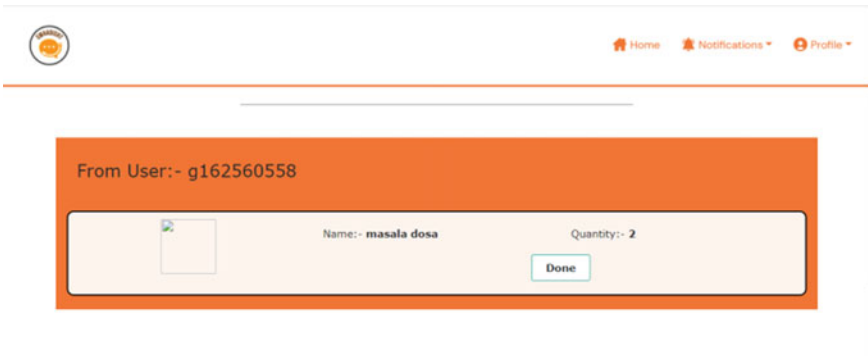 Home Notifications Profile
From User:- g162560558
Name:- masala dosa Quantity:- 2
Done